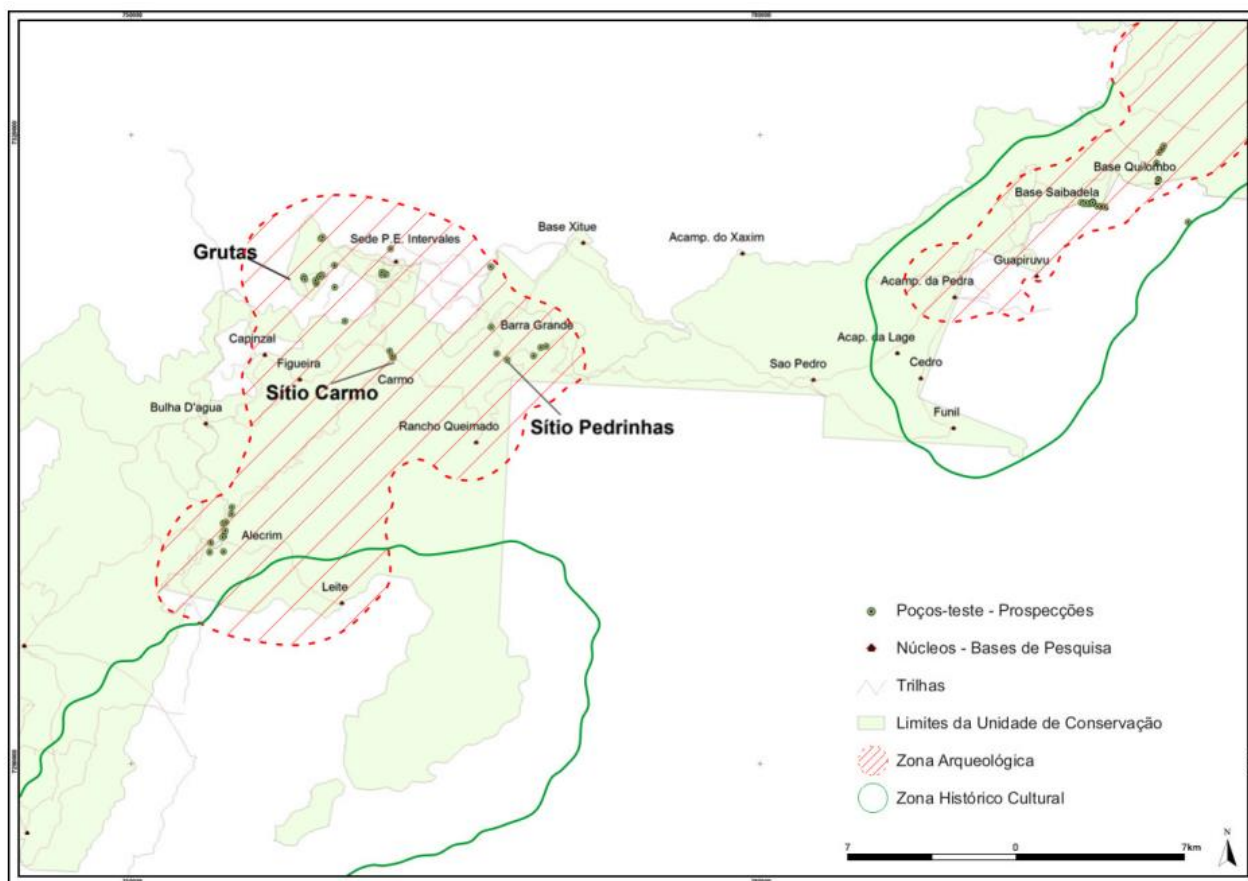 750000
780000
Base Quilombo
Base Saibadela
Sede P.E. Intervales
Base Xitue
Acamp. do Xaxim
Grutas
Guapiruvu
Acamp. da Pedra
Barra Grande
Capinzal
Acap. da Lage
Figueira
Sao Pedro
Cedro
Carmo
Sítio Carmo
Bulha D'agua
Rancho Queimado
Sítio Pedrinhas
Funil
Alecrim
Leite
Poços-teste - Prospecções
Núcleos - Bases de Pesquisa
Trilhas
Limites da Unidade de Conservação
Zona Arqueológica
Zona Histórico Cultural
N
7
0
7km